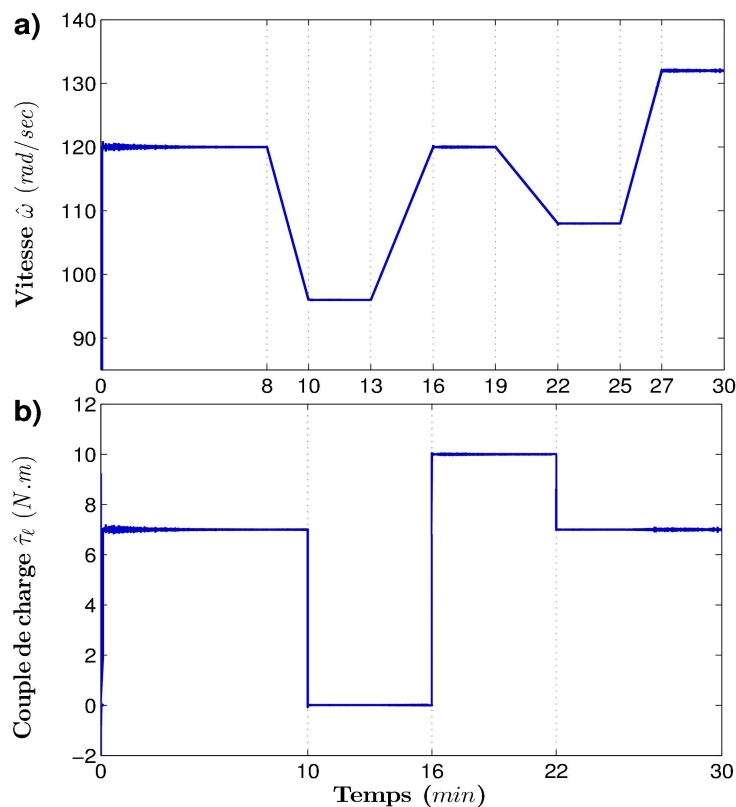 a)
140
130
120
110
100
90
Vitesse ω̂ (rad/sec)
0 8 10 13 16 19 22 25 27 30
b)
12
10
8
6
4
2
0
−2
Couple de charge τ̂ℓ (N.m)
0 10 16 22 30
Temps (min)